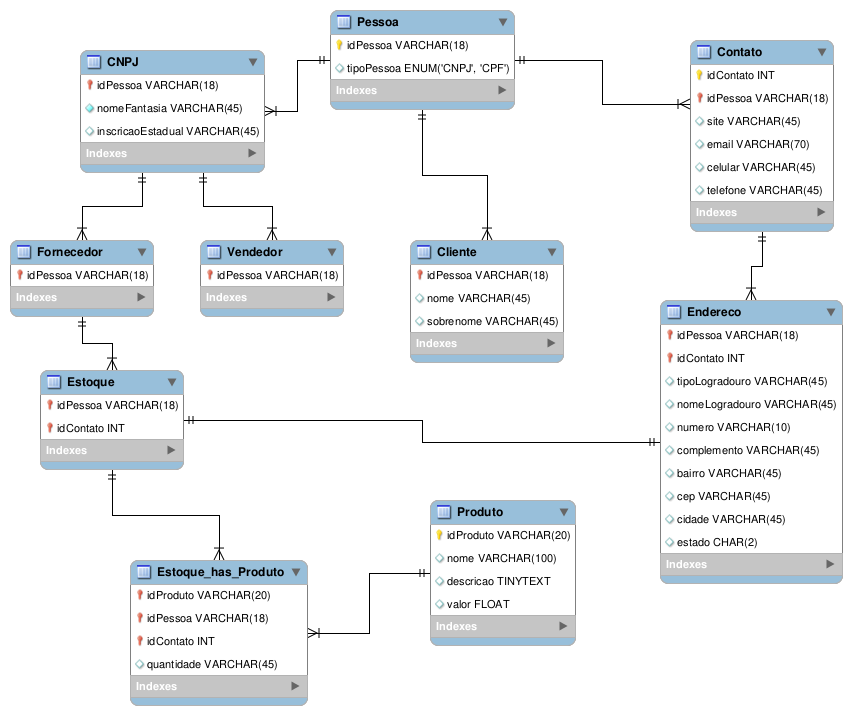 Pessoa
idPessoa VARCHAR(18)
tipoPessoa ENUM('CNPJ', 'CPF')
Indexes
CNPJ
idPessoa VARCHAR(18)
nomeFantasia VARCHAR(45)
inscricaoEstadual VARCHAR(45)
Indexes
Contato
idContato INT
idPessoa VARCHAR(18)
site VARCHAR(45)
email VARCHAR(70)
celular VARCHAR(45)
telefone VARCHAR(45)
Indexes
Fornecedor
idPessoa VARCHAR(18)
Indexes
Vendedor
idPessoa VARCHAR(18)
Indexes
Cliente
idPessoa VARCHAR(18)
nome VARCHAR(45)
sobrenome VARCHAR(45)
Indexes
Endereco
idPessoa VARCHAR(18)
idContato INT
tipoLogradouro VARCHAR(45)
nomeLogradouro VARCHAR(45)
numero VARCHAR(10)
complemento VARCHAR(45)
bairro VARCHAR(45)
cep VARCHAR(45)
cidade VARCHAR(45)
estado CHAR(2)
Indexes
Estoque
idPessoa VARCHAR(18)
idContato INT
Indexes
Produto
idProduto VARCHAR(20)
nome VARCHAR(100)
descricao TINYTEXT
valor FLOAT
Indexes
Estoque_has_Produto
idProduto VARCHAR(20)
idPessoa VARCHAR(18)
idContato INT
quantidade VARCHAR(45)
Indexes